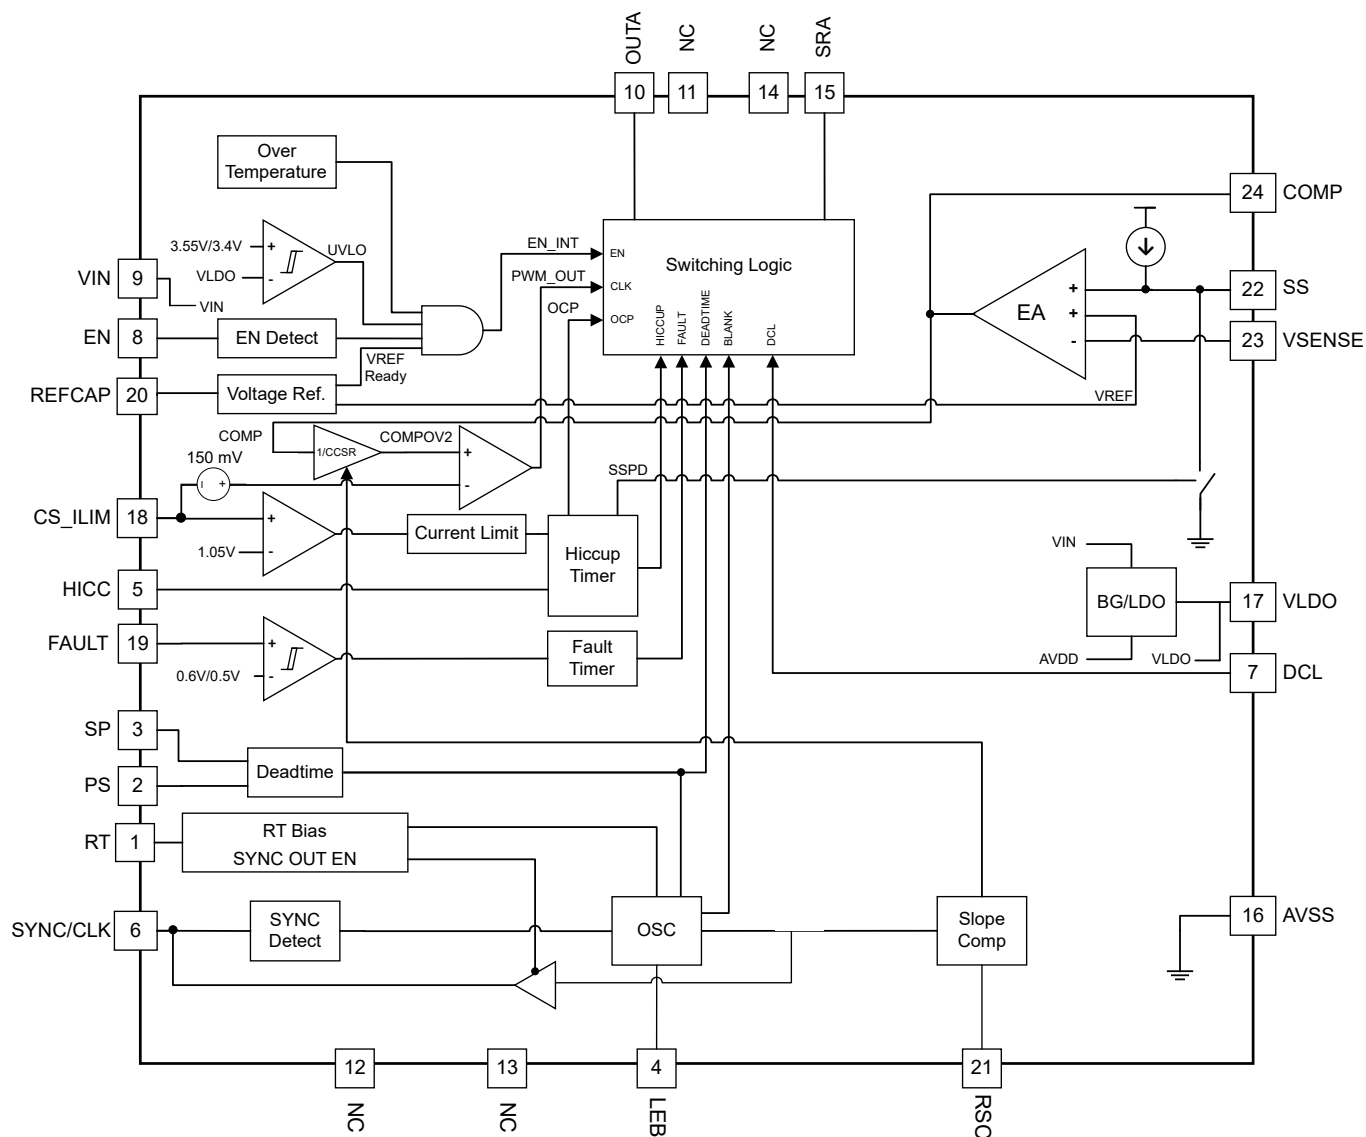 OUTA
NC
NC
SRA
10
11
14
15
Over
Temperature
24
COMP
3.55V/3.4V
+
UVLO
VLDO
-
VIN
9
VIN
EN_INT
EN
Switching Logic
PWM_OUT
CLK
OCP
OCP
HICCUP
FAULT
DEADTIME
BLANK
DCL
EA
+
+
-
22
SS
23
VSENSE
EN
8
EN Detect
VREF
Ready
REFCAP
20
Voltage Ref.
VREF
COMP
1/CCSR
COMPOV2
+
-
150 mV
I
+
SSPD
CS_ILIM
18
+
1.05V
-
Current Limit
Hiccup
Timer
VIN
BG/LDO
17
VLDO
AVDD
VLDO
HICC
5
FAULT
19
+
0.6V/0.5V
-
Fault
Timer
7
DCL
SP
3
PS
2
Deadtime
RT
1
RT Bias
SYNC OUT EN
SYNC/CLK
6
SYNC
Detect
OSC
Slope
Comp
16
AVSS
12
13
4
21
NC
NC
LEB
RSC